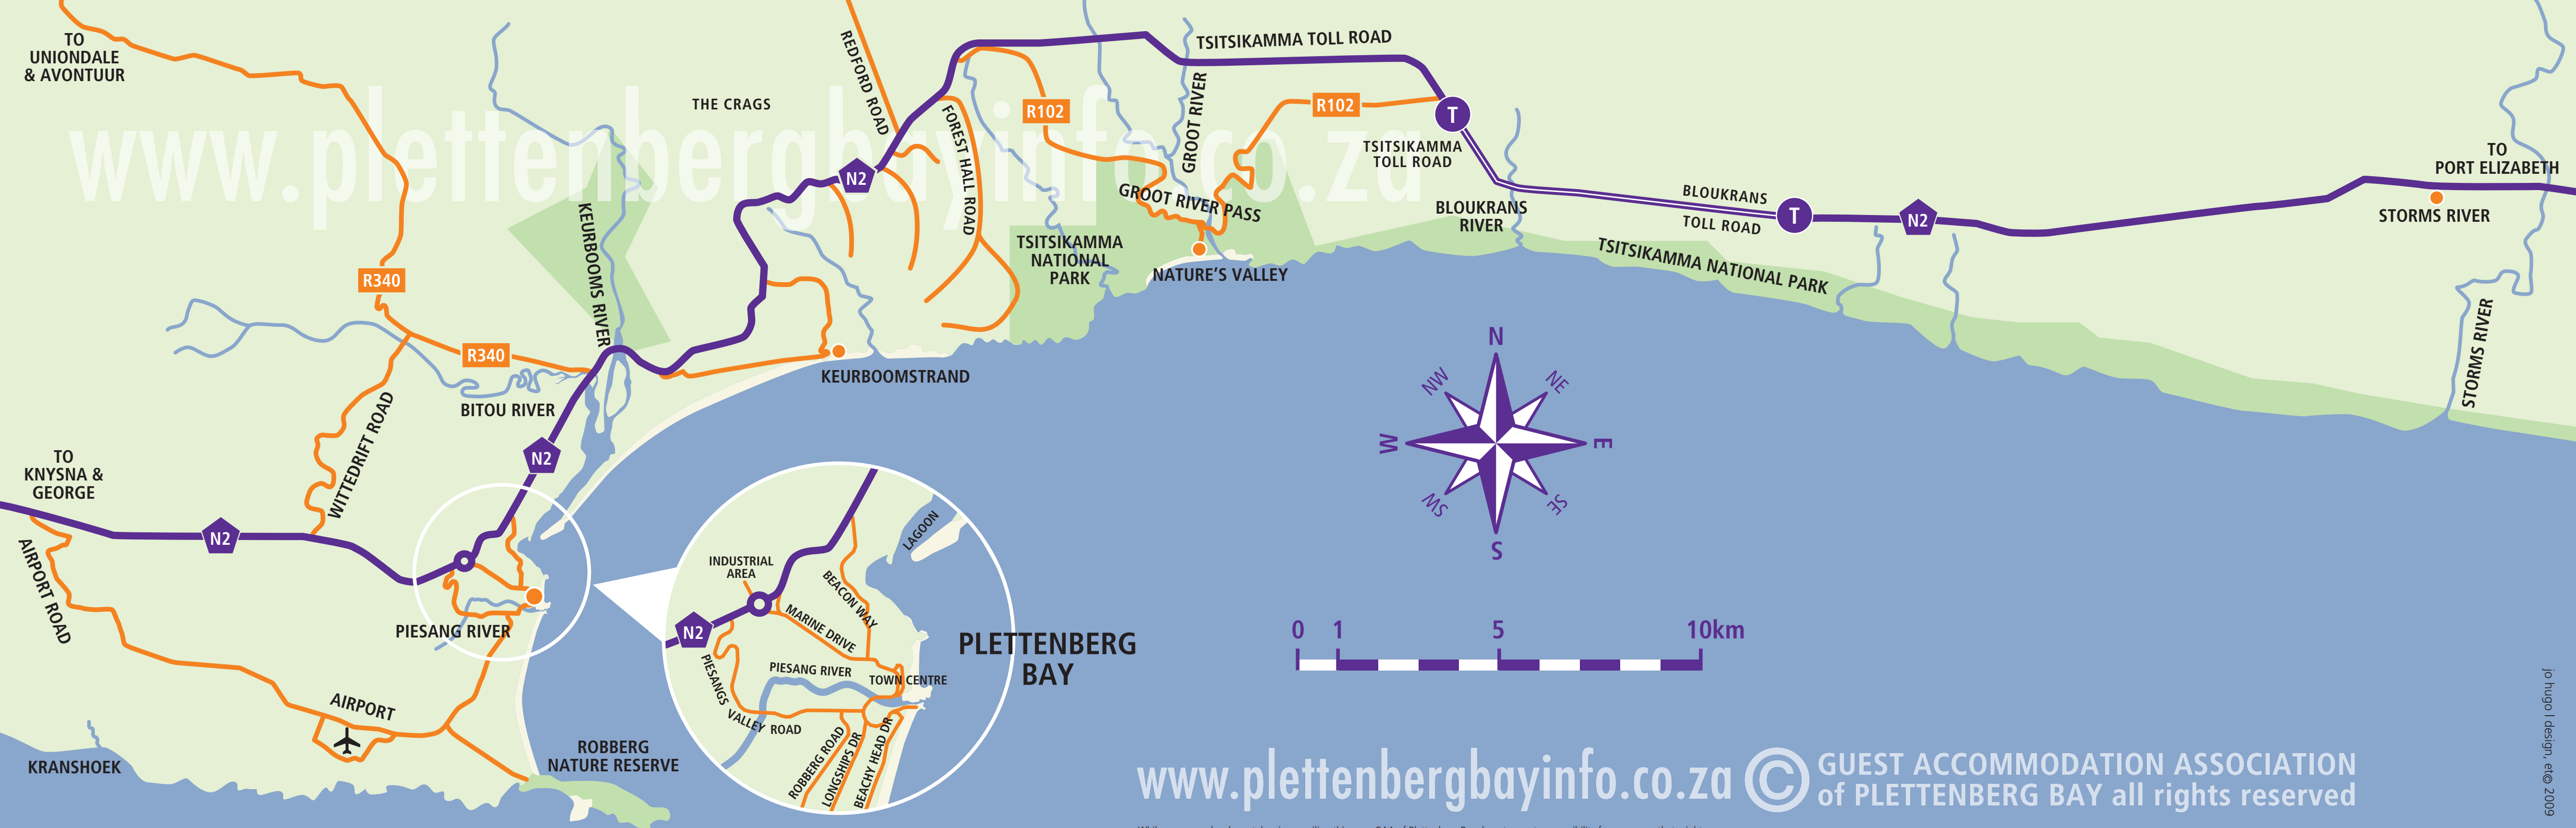 TO
UNIONDALE
& AVONTUUR
www.plettenbergbayinfo.co.za
THE CRAGS
REDFORD ROAD
FOREST HALL ROAD
R102
TSITSIKAMMA TOLL ROAD
GROOT RIVER
R102
T
TSITSIKAMMA
TOLL ROAD
GROOT RIVER PASS
BLOUKRANS
RIVER
BLOUKRANS
TOLL ROAD
T
N2
TO
PORT ELIZABETH
STORMS RIVER
STORMS RIVER
TSITSIKAMMA NATIONAL PARK
TSITSIKAMMA
NATIONAL
PARK
NATURE'S VALLEY
N2
KEURBOOMS RIVER
R340
R340
BITOU RIVER
KEURBOOMSTRAND
WITTEDRIFT ROAD
N2
TO
KNYSNA &
GEORGE
N2
AIRPORT ROAD
PIESANG RIVER
AIRPORT
KRANSHOEK
ROBBERG
NATURE RESERVE
LAGOON
INDUSTRIAL
AREA
BEACON WAY
MARINE DRIVE
N2
PIESANG RIVER
TOWN CENTRE
PIESANGS VALLEY ROAD
ROBBERG ROAD
LONGSHIPS DR
BEACHY HEAD DR
PLETTENBERG
BAY
N
NE
E
SE
S
SW
W
NW
0 1 5 10km
www.plettenbergbayinfo.co.za © GUEST ACCOMMODATION ASSOCIATION
of PLETTENBERG BAY all rights reserved
jo hugo I design, et© 2009